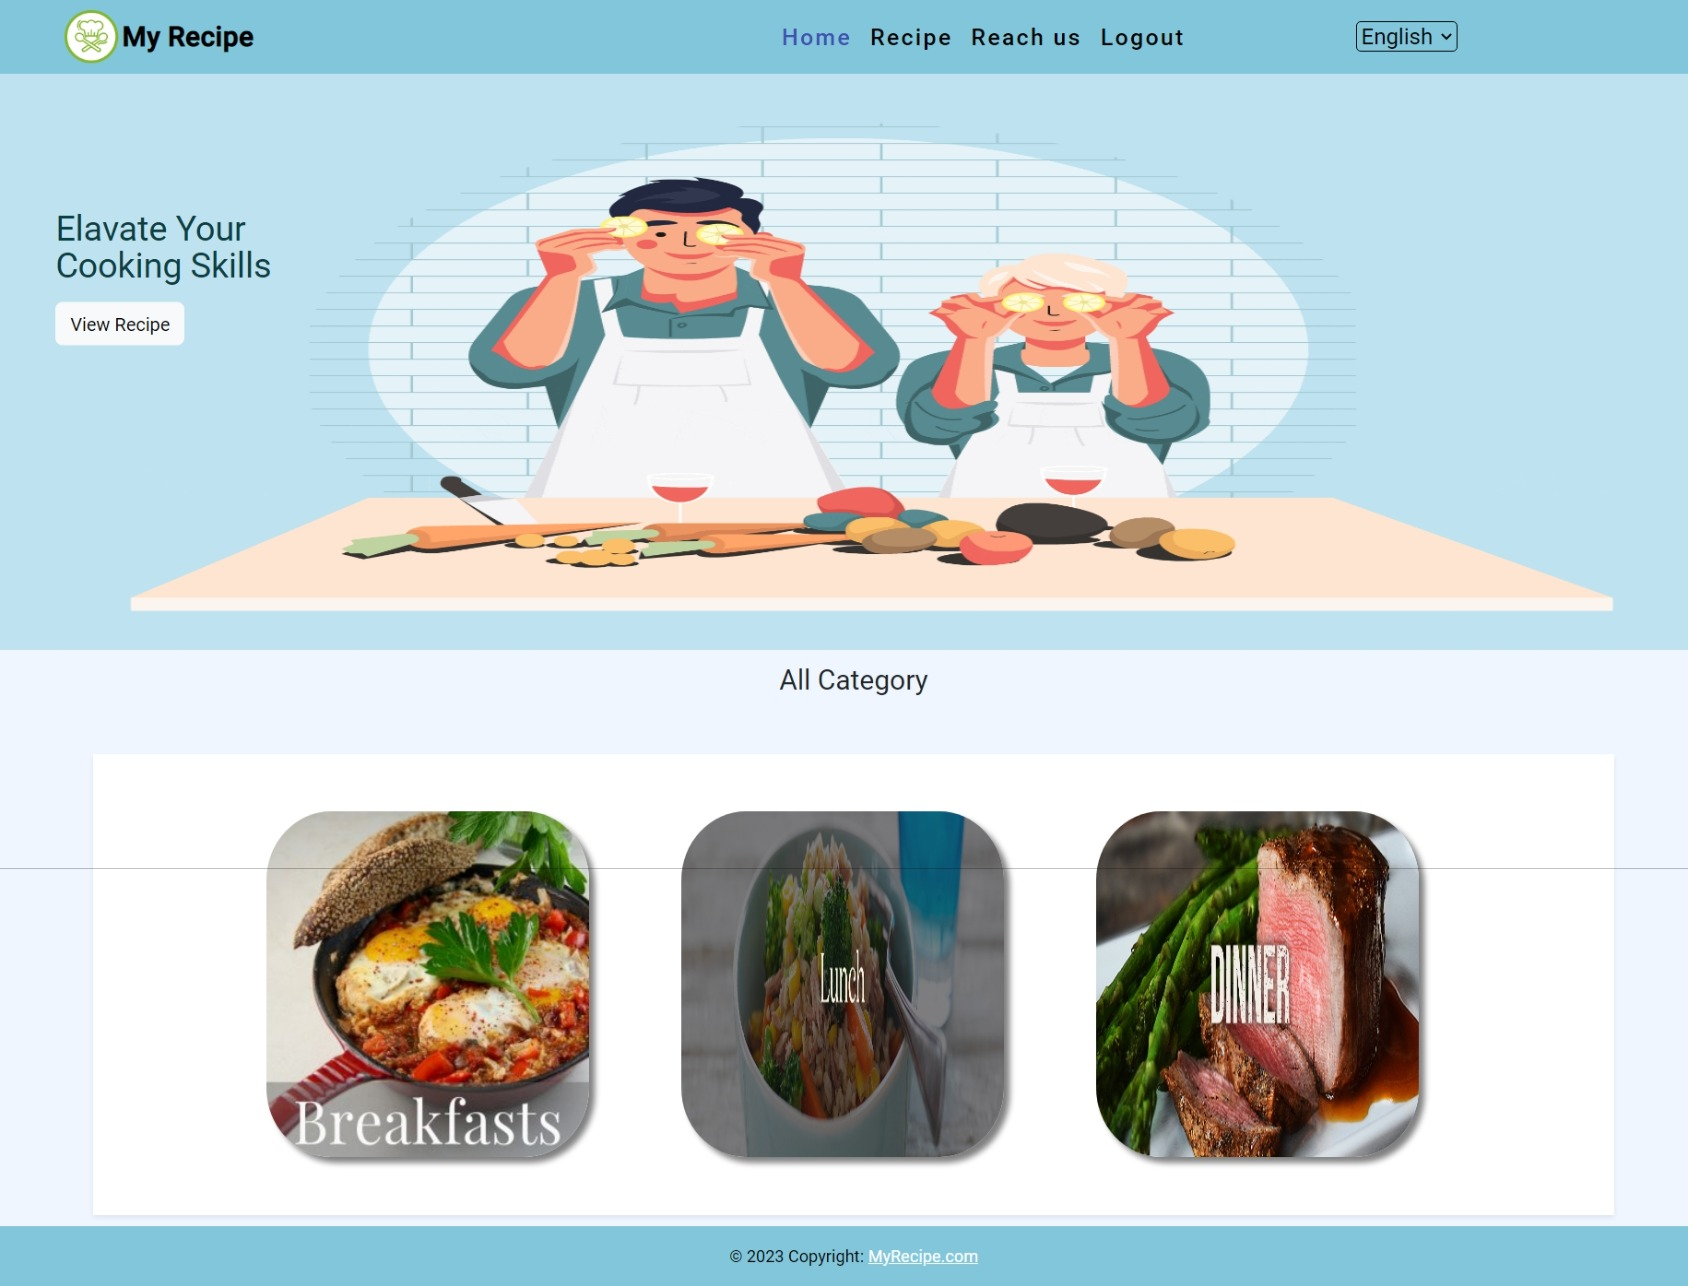 My Recipe
Home Recipe Reach us Logout
English
Elavate Your
Cooking Skills
View Recipe
All Category
Breakfasts
Lunch
DINNER
© 2023 Copyright: MyRecipe.com